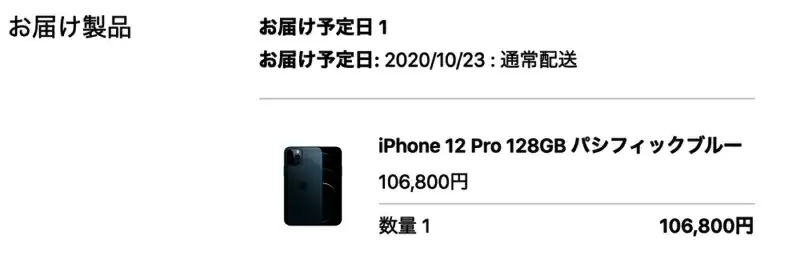 お届け製品
お届け予定日 1
お届け予定日: 2020/10/23 : 通常配送
iPhone 12 Pro 128GB パシフィックブルー
106,800円
数量 1 106,800円